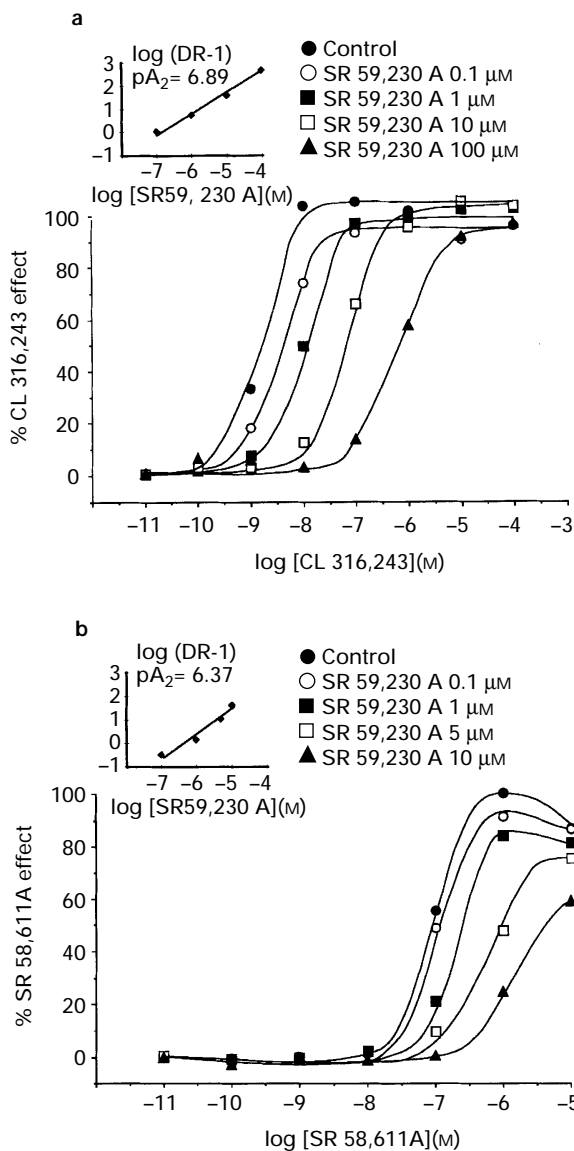 a
log (DR-1)
pA2= 6.89
3
2
1
0
−1
−7 −6 −5 −4
log [SR59, 230 A](M)
Control
SR 59,230 A 0.1 µM
SR 59,230 A 1 µM
SR 59,230 A 10 µM
SR 59,230 A 100 µM
% CL 316,243 effect
100
80
60
40
20
0
−11 −10 −9 −8 −7 −6 −5 −4 −3
log [CL 316,243](M)
b
log (DR-1)
pA2= 6.37
3
2
1
0
−1
−7 −6 −5 −4
log [SR59,230 A](M)
Control
SR 59,230 A 0.1 µM
SR 59,230 A 1 µM
SR 59,230 A 5 µM
SR 59,230 A 10 µM
% SR 58,611A effect
100
80
60
40
20
0
−11 −10 −9 −8 −7 −6 −5
log [SR 58,611A](M)